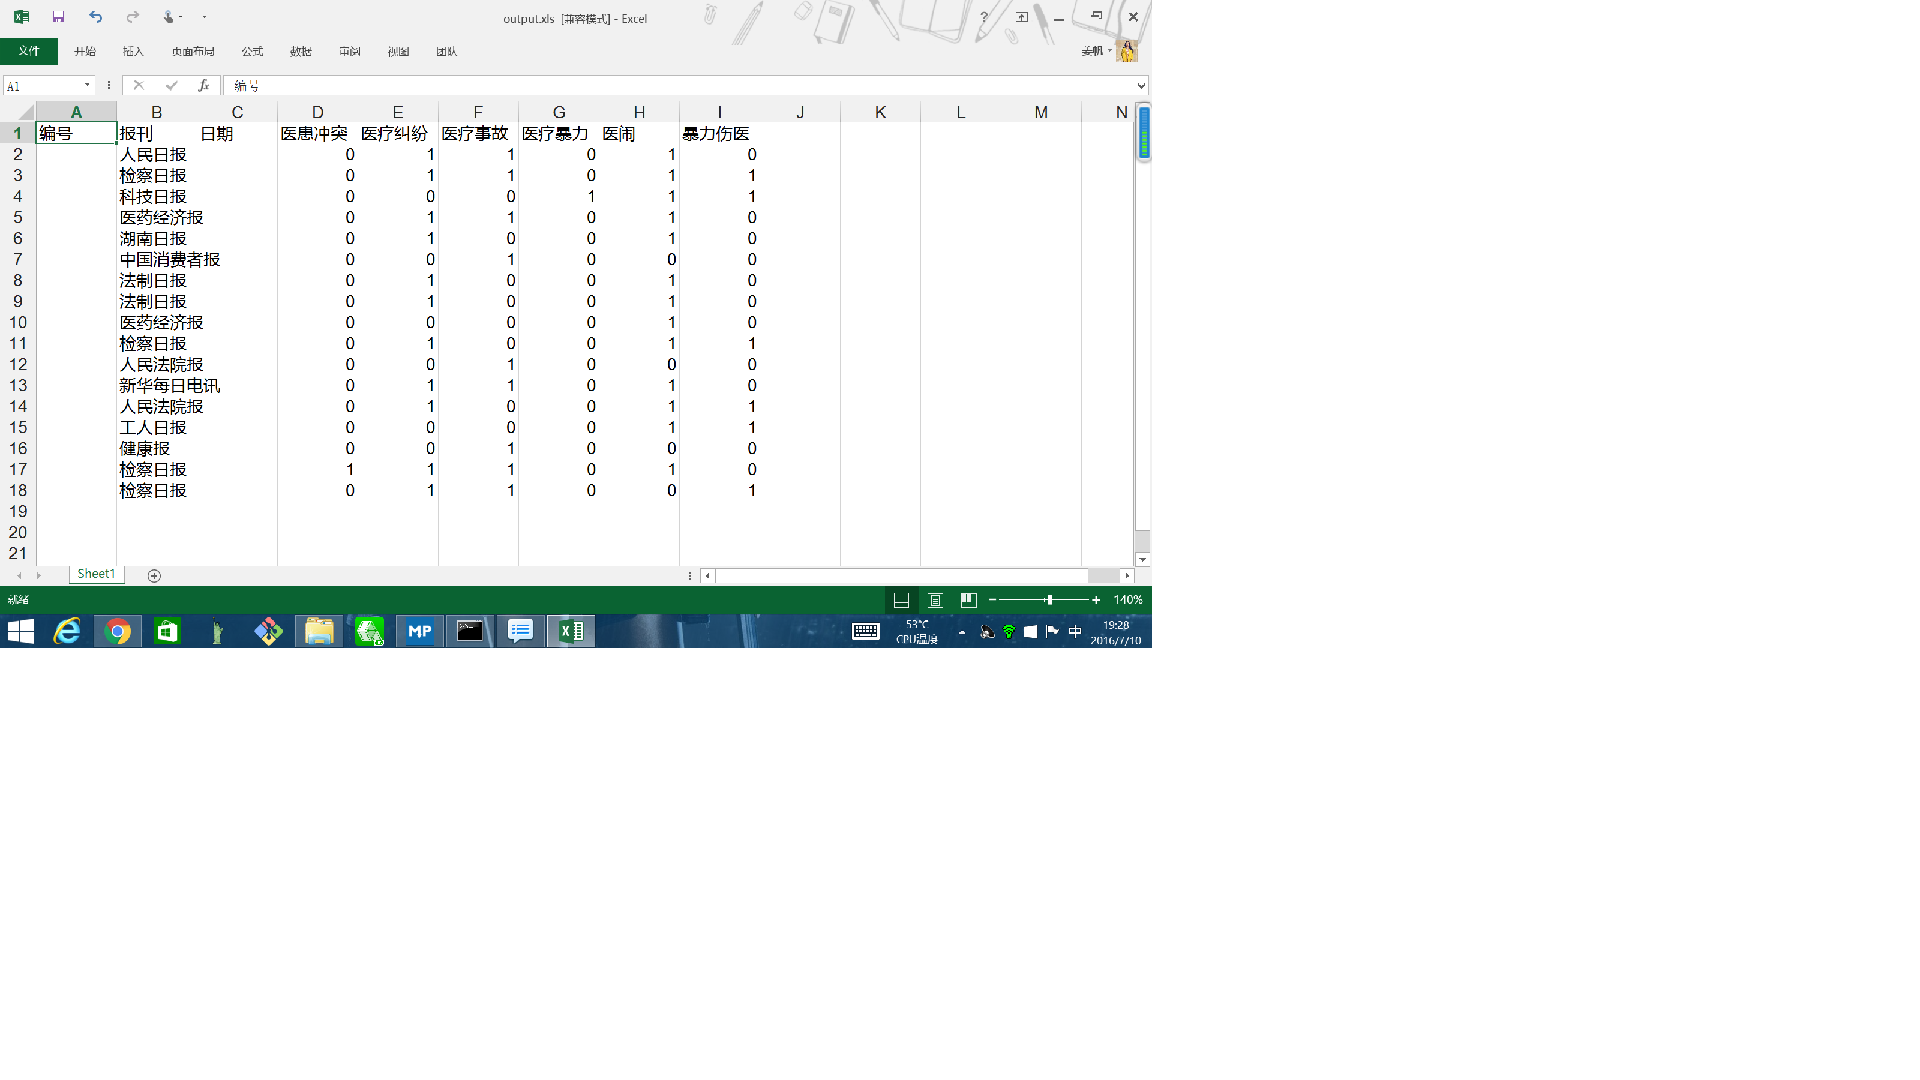 output.xls [兼容模式] - Excel
?
文件 开始 插入 页面布局 公式 数据 审阅 视图 团队
姜帆
A1 fx 编号
A B C D E F G H I J K L M N
1 编号 报刊 日期 医患冲突 医疗纠纷 医疗事故 医疗暴力 医闹 暴力伤医
2 人民日报 0 1 1 0 1 0
3 检察日报 0 1 1 0 1 1
4 科技日报 0 0 0 1 1 1
5 医药经济报 0 1 1 0 1 0
6 湖南日报 0 1 0 0 1 0
7 中国消费者报 0 0 1 0 0 0
8 法制日报 0 1 0 0 1 0
9 法制日报 0 1 0 0 1 0
10 医药经济报 0 0 0 0 1 0
11 检察日报 0 1 0 0 1 1
12 人民法院报 0 0 1 0 0 0
13 新华每日电讯 0 1 1 0 1 0
14 人民法院报 0 1 0 0 1 1
15 工人日报 0 0 0 0 1 1
16 健康报 0 0 1 0 0 0
17 检察日报 1 1 1 0 1 0
18 检察日报 0 1 1 0 0 1
19
20
21
Sheet1
就绪
140%
MP
53℃
CPU温度
中
19:28
2016/7/10